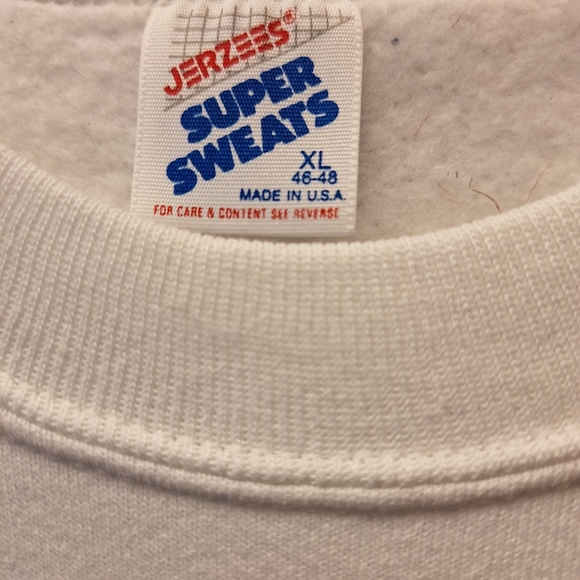 JERZEES®
SUPER
SWEATS
XL
46-48
MADE IN U.S.A.
FOR CARE & CONTENT SEE REVERSE